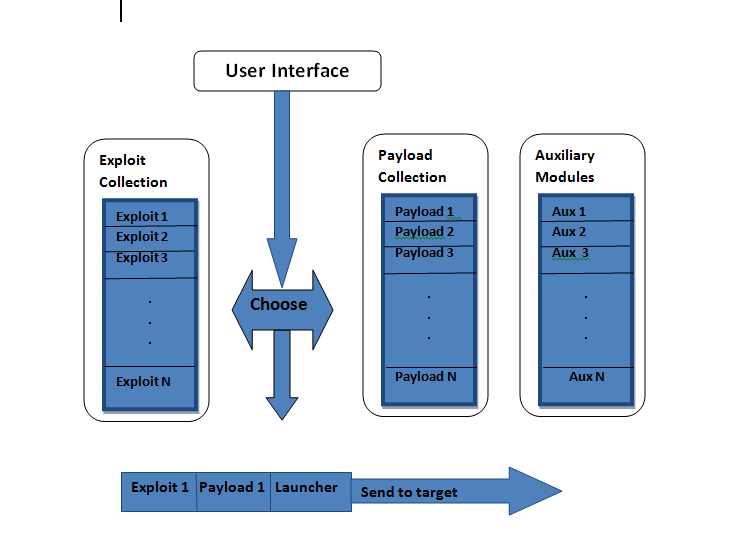 User Interface
Exploit
Collection
Exploit 1
Exploit 2
Exploit 3
Exploit N
Choose
Payload
Collection
Payload 1
Payload 2
Payload 3
Payload N
Auxiliary
Modules
Aux 1
Aux 2
Aux 3
Aux N
Exploit 1 Payload 1 Launcher Send to target